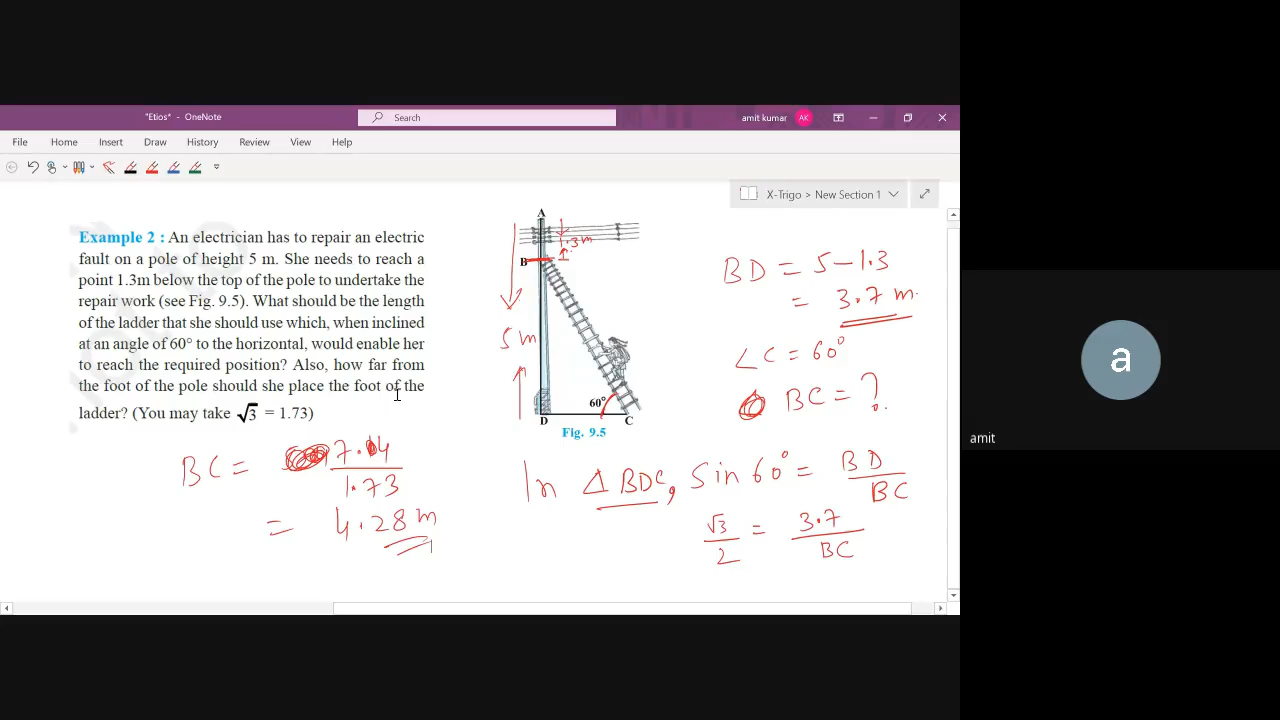 "Etios" - OneNote
Search
amit kumar
AK
File Home Insert Draw History Review View Help
X-Trigo > New Section 1
Example 2 : An electrician has to repair an electric
fault on a pole of height 5 m. She needs to reach a
point 1.3m below the top of the pole to undertake the
repair work (see Fig. 9.5). What should be the length
of the ladder that she should use which, when inclined
at an angle of 60° to the horizontal, would enable her
to reach the required position? Also, how far from
the foot of the pole should she place the foot of the
ladder? (You may take √3 = 1.73)
A
1.3m
B
5 m
60°
D C
Fig. 9.5
BD = 5-1.3
= 3.7 m.
∠C = 60°
BC = ?
In △BDC, Sin 60° = BD/BC
√3/2 = 3.7/BC
BC = 7.4/1.73
= 4.28 m
a
amit